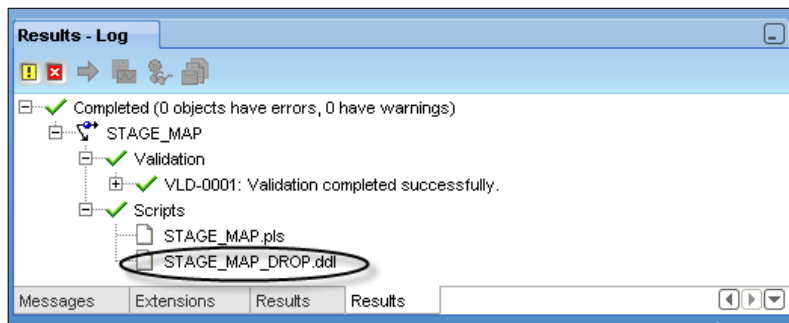 Results - Log
Completed (0 objects have errors, 0 have warnings)
STAGE_MAP
Validation
VLD-0001: Validation completed successfully.
Scripts
STAGE_MAP.pls
STAGE_MAP_DROP.ddl
Messages Extensions Results Results